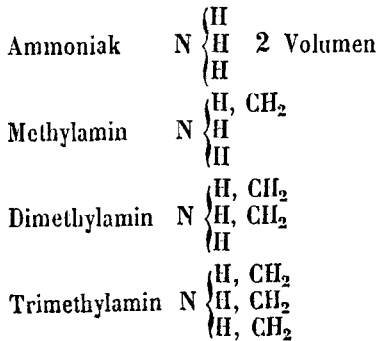 H
Ammoniak N H 2 Volumen
H
H, CH₂
Methylamin N H
H
H, CH₂
Dimethylamin N H, CH₂
H
H, CH₂
Trimethylamin N H, CH₂
H, CH₂